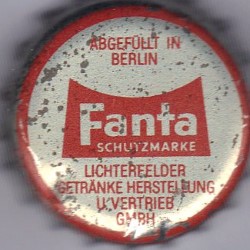 ABGEFÜLLT IN
BERLIN
Fanta
SCHUTZMARKE
LICHTERFELDER
GETRÄNKE HERSTELLUNG
U.VERTRIEB
GMBH